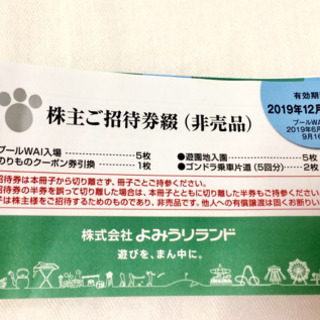 有効期
2019年12月
プールWAI
2019年6月
9月16
株主ご招待券綴(非売品)
プールWAI入場 5枚
のりものクーポン券引換 1枚
●遊園地入園 5枚
●ゴンドラ乗車片道(5回分) 2枚
招待券は本冊子から切り離さず、冊子ごとご持参ください。
招待券の半券を誤って切り離した場合は、本冊子とともに切り離した半券もご持参ください。
子は株主様をご招待するためのものであり、非売品です。他人への有償譲渡は固くお断りい
株式会社よみうりランド
遊びを、まん中に。